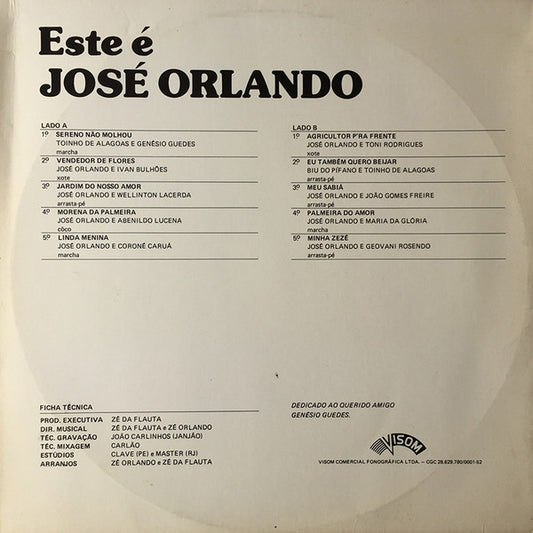 Este é
JOSÉ ORLANDO
LADO A
1º SERENO NÃO MOLHOU
TOINHO DE ALAGOAS E GENÉSIO GUEDES
marcha
2º VENDEDOR DE FLORES
JOSÉ ORLANDO E IVAN BULHÕES
xote
3º JARDIM DO NOSSO AMOR
JOSÉ ORLANDO E WELLINTON LACERDA
arrasta-pé
4º MORENA DA PALMEIRA
JOSÉ ORLANDO E ABENILDO LUCENA
côco
5º LINDA MENINA
JOSÉ ORLANDO E CORONÉ CARUÁ
marcha
LADO B
1º AGRICULTOR P'RA FRENTE
JOSÉ ORLANDO E TONI RODRIGUES
xote
2º EU TAMBÉM QUERO BEIJAR
BIU DO PÍFANO E TOINHO DE ALAGOAS
arrasta-pé
3º MEU SABIÁ
JOSÉ ORLANDO E JOÃO GOMES FREIRE
arrasta-pé
4º PALMEIRA DO AMOR
JOSÉ ORLANDO E MARIA DA GLÓRIA
marcha
5º MINHA ZEZÉ
JOSÉ ORLANDO E GEOVANI ROSENDO
arrasta-pé
FICHA TÉCNICA
PROD. EXECUTIVA ZÉ DA FLAUTA
DIR. MUSICAL ZÉ DA FLAUTA e ZÉ ORLANDO
TÉC. GRAVAÇÃO JOÃO CARLINHOS (JANJÃO)
TÉC. MIXAGEM CARLÃO
ESTÚDIOS CLAVE (PE) e MASTER (RJ)
ARRANJOS ZÉ ORLANDO e ZÉ DA FLAUTA
DEDICADO AO QUERIDO AMIGO
GENÉSIO GUEDES.
VISOM
VISOM COMERCIAL FONOGRÁFICA LTDA. – CGC 28.629.780/0001-52